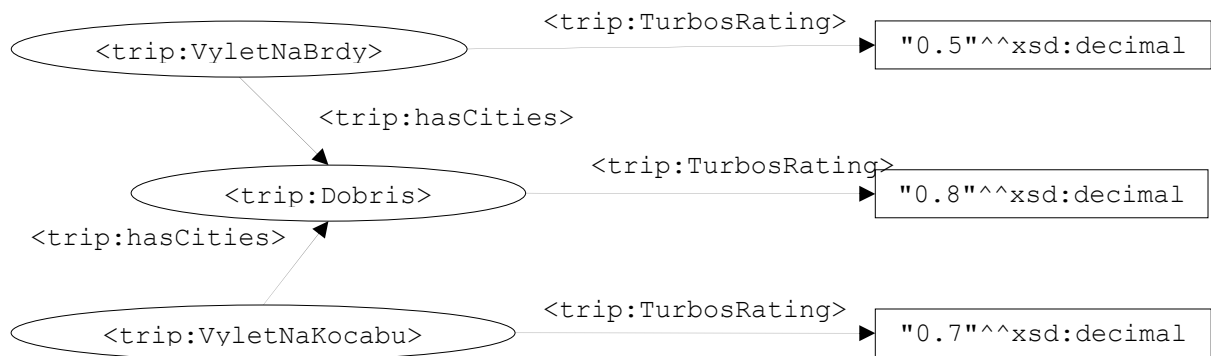 <trip:TurbosRating>
<trip:VyletNaBrdy>
"0.5"^^xsd:decimal
<trip:hasCities>
<trip:TurbosRating>
<trip:Dobris>
"0.8"^^xsd:decimal
<trip:hasCities>
<trip:TurbosRating>
<trip:VyletNaKocabu>
"0.7"^^xsd:decimal